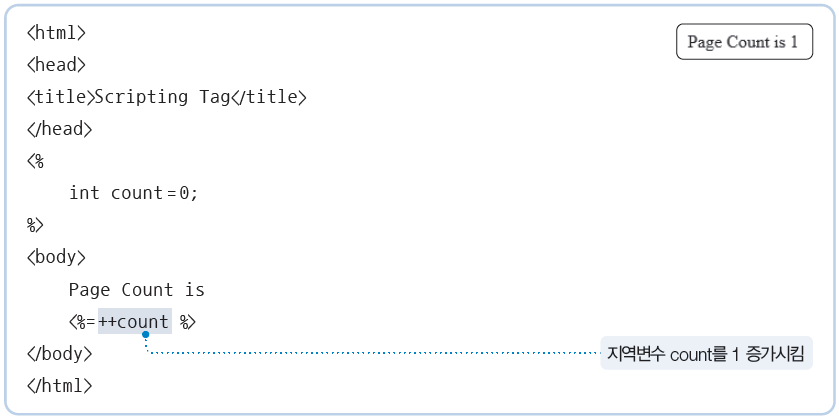 <html>
Page Count is 1
<head>
<title>Scripting Tag</title>
</head>
<%
int count=0;
%>
<body>
Page Count is
<%=++count %>
</body>
지역변수 count를 1 증가시킴
</html>